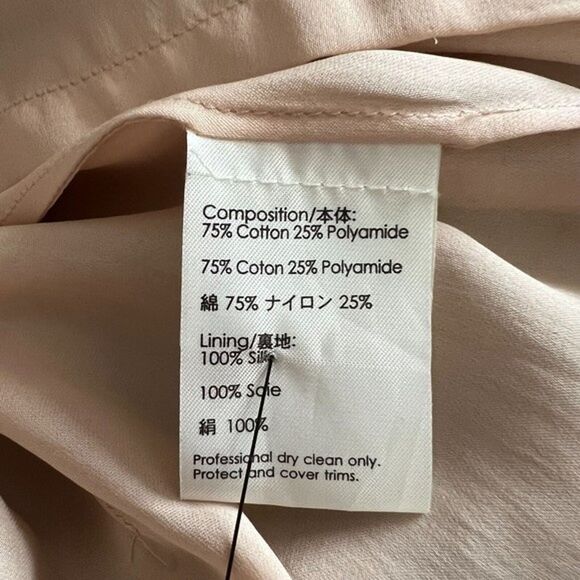 Composition/本体:
75% Cotton 25% Polyamide
75% Coton 25% Polyamide
綿 75% ナイロン 25%
Lining/裏地:
100% Silk
100% Soie
絹 100%
Professional dry clean only.
Protect and cover trims.